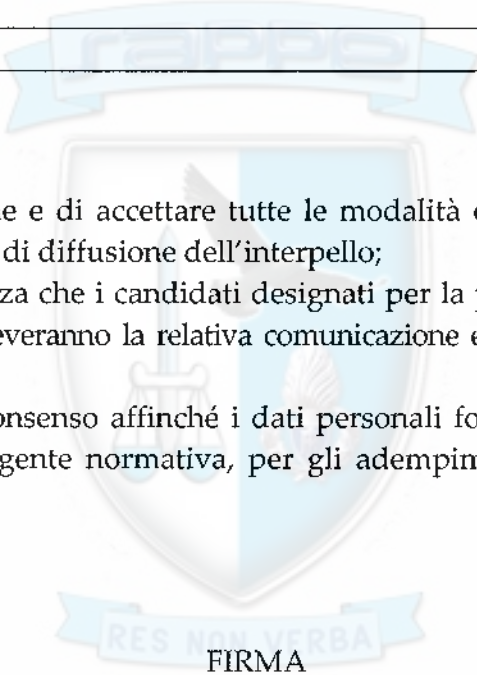 sappe
e e di accettare tutte le modalità
di diffusione dell'interpello;
za che i candidati designati per la
everanno la relativa comunicazione e
onsenso affinché i dati personali fo
gente normativa, per gli adempim
RES NON VERBA
FIRMA